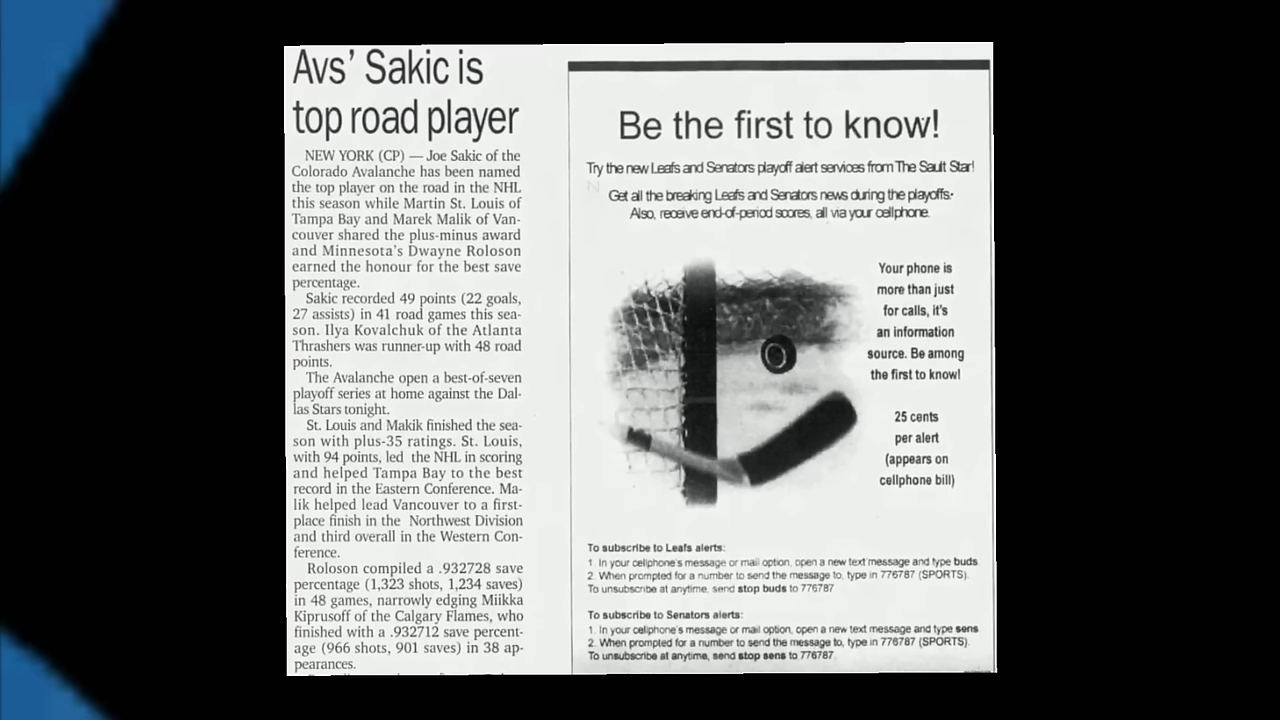 Avs' Sakic is
top road player
NEW YORK (CP) — Joe Sakic of the
Colorado Avalanche has been named
the top player on the road in the NHL
this season while Martin St. Louis of
Tampa Bay and Marek Malik of Van-
couver shared the plus-minus award
and Minnesota's Dwayne Roloson
earned the honour for the best save
percentage.
Sakic recorded 49 points (22 goals,
27 assists) in 41 road games this sea-
son. Ilya Kovalchuk of the Atlanta
Thrashers was runner-up with 48 road
points.
The Avalanche open a best-of-seven
playoff series at home against the Dal-
las Stars tonight.
St. Louis and Makik finished the sea-
son with plus-35 ratings. St. Louis,
with 94 points, led the NHL in scoring
and helped Tampa Bay to the best
record in the Eastern Conference. Ma-
lik helped lead Vancouver to a first-
place finish in the Northwest Division
and third overall in the Western Con-
ference.
Roloson compiled a .932728 save
percentage (1,323 shots, 1,234 saves)
in 48 games, narrowly edging Miikka
Kiprusoff of the Calgary Flames, who
finished with a .932712 save percent-
age (966 shots, 901 saves) in 38 ap-
pearances.
Be the first to know!
Try the new Leafs and Senators playoff alert services from The Sault Star!
Get all the breaking Leafs and Senators news during the playoffs.
Also, receive end-of-period scores, all via your cellphone.
Your phone is
more than just
for calls, it's
an information
source. Be among
the first to know!
25 cents
per alert
(appears on
cellphone bill)
To subscribe to Leafs alerts:
1. In your cellphone's message or mail option, open a new text message and type buds
2. When prompted for a number to send the message to, type in 776787 (SPORTS).
To unsubscribe at anytime, send stop buds to 776787
To subscribe to Senators alerts:
1. In your cellphone's message or mail option, open a new text message and type sens
2. When prompted for a number to send the message to, type in 776787 (SPORTS).
To unsubscribe at anytime, send stop sens to 776787